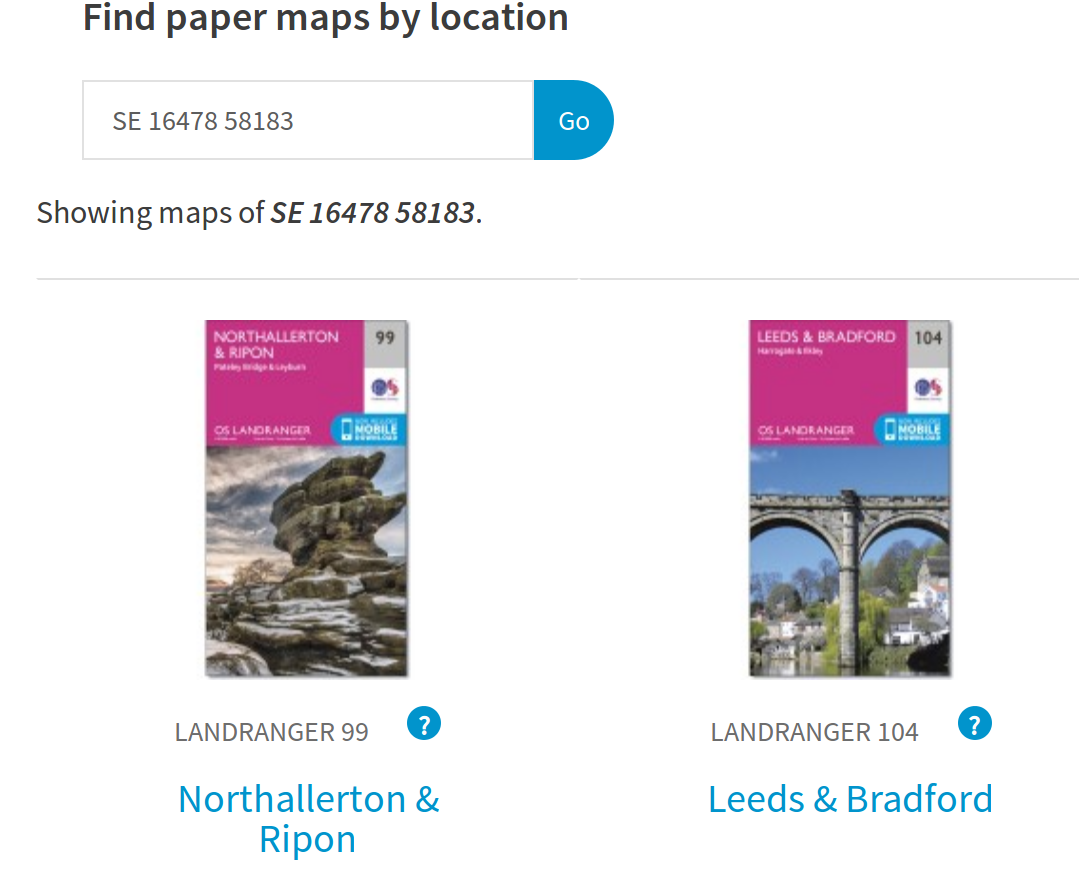 Find paper maps by location
SE 16478 58183
Go
Showing maps of SE 16478 58183.
NORTHALLERTON
& RIPON
Pateley Bridge & Leyburn
99
OS LANDRANGER
MOBILE
DOWNLOAD
LEEDS & BRADFORD
Harrogate & Ilkley
104
OS LANDRANGER
MOBILE
DOWNLOAD
LANDRANGER 99
?
LANDRANGER 104
?
Northallerton &
Ripon
Leeds & Bradford